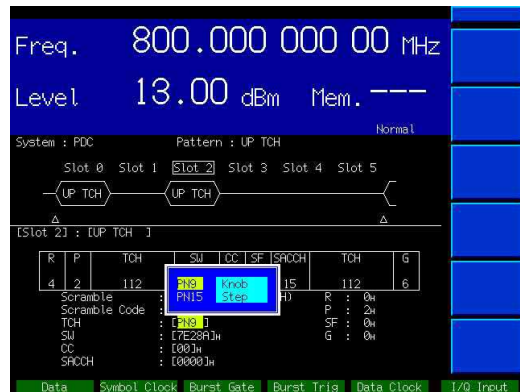 Freq. 800.000 000 00 MHz
Level 13.00 dBm Mem. ---
Normal
System : PDC Pattern : UP TCH
Slot 0 Slot 1 Slot 2 Slot 3 Slot 4 Slot 5
UP TCH UP TCH
[Slot 2] : [UP TCH ]
R P TCH SW CC SF SACCH TCH G
4 2 112 15 112 6
PN9 Knob
PN15 Step
Scramble : H) R : 0H
Scramble Code : P : 2H
TCH : [PN9 ] SF : 0H
SW : [7E28A]H G : 0H
CC : [00]H
SACCH : [0000]H
Data Symbol Clock Burst Gate Burst Trig Data Clock I/Q Input